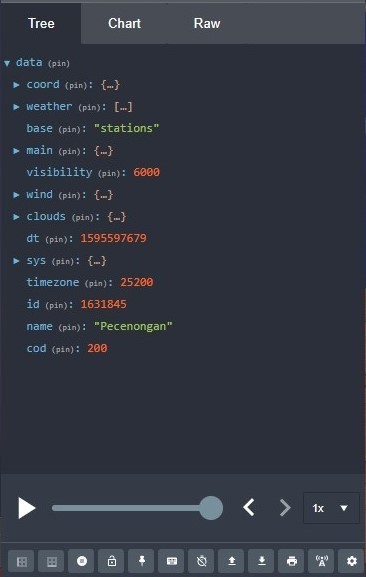 Tree Chart Raw
▼ data (pin)
▶ coord (pin): {…}
▶ weather (pin): […]
base (pin): "stations"
▶ main (pin): {…}
visibility (pin): 6000
▶ wind (pin): {…}
▶ clouds (pin): {…}
dt (pin): 1595597679
▶ sys (pin): {…}
timezone (pin): 25200
id (pin): 1631845
name (pin): "Pecenongan"
cod (pin): 200
1x